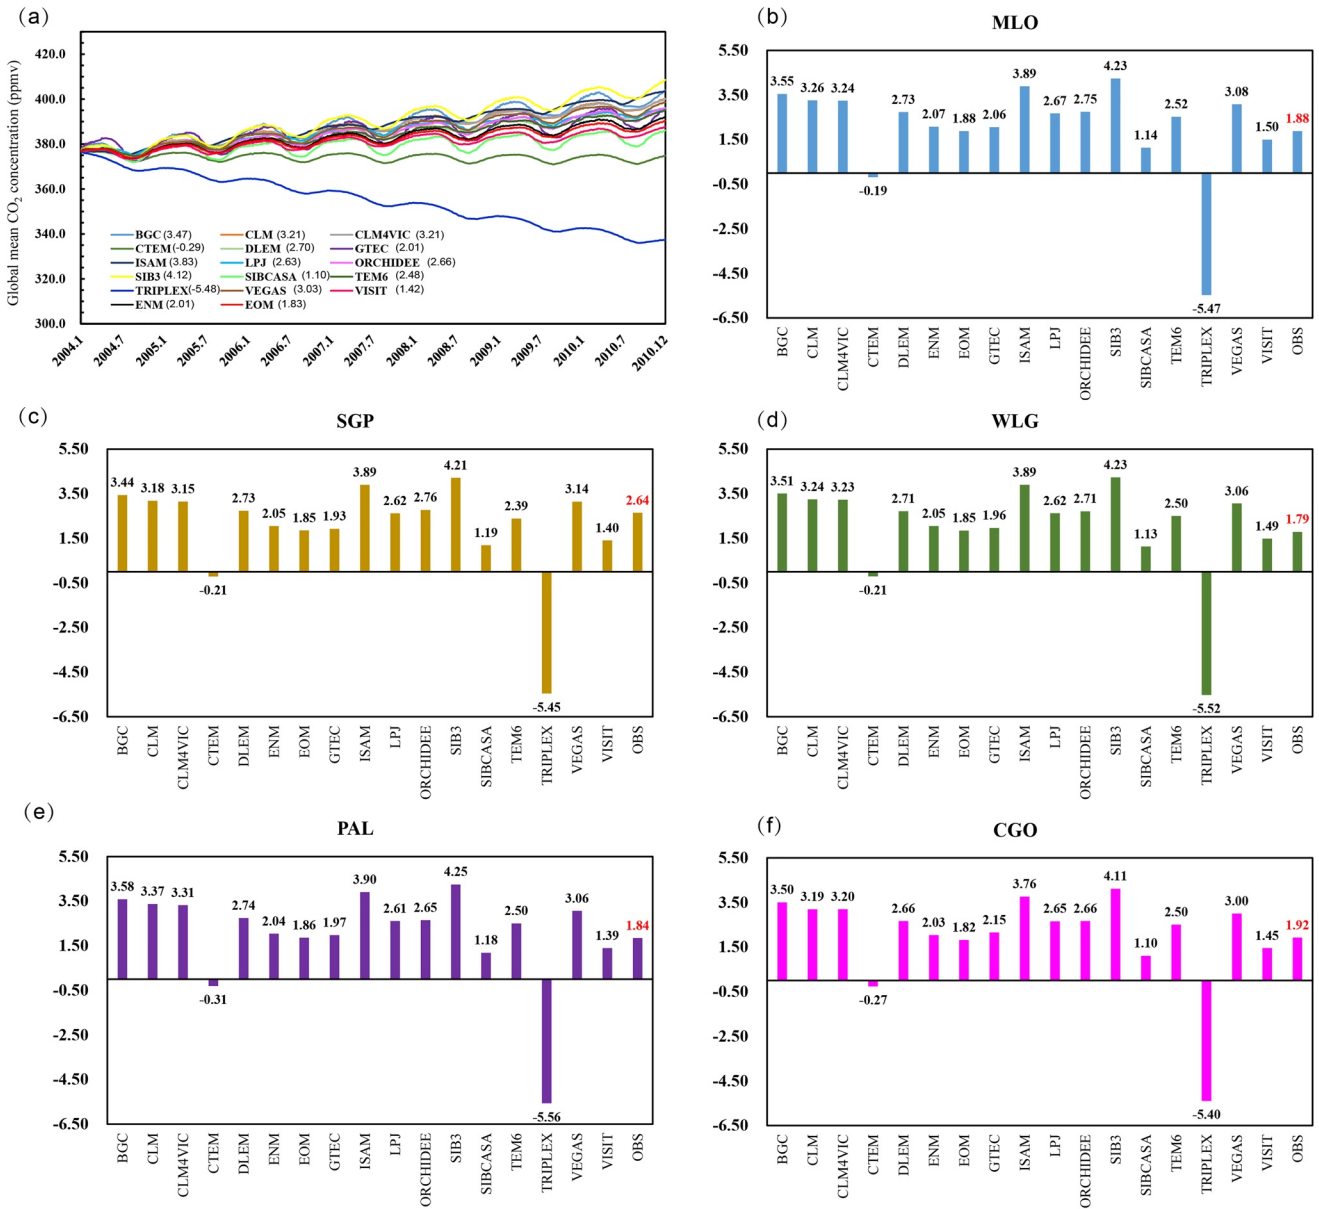 (a)
Global mean CO2 concentration (ppmv)
420.0
400.0
380.0
360.0
340.0
320.0
300.0
BGC (3.47) CLM (3.21) CLM4VIC (3.21)
CTEM(-0.29) DLEM (2.70) GTEC (2.01)
ISAM (3.83) LPJ (2.63) ORCHIDEE (2.66)
SIB3 (4.12) SIBCASA (1.10) TEM6 (2.48)
TRIPLEX(-5.48) VEGAS (3.03) VISIT (1.42)
ENM (2.01) EOM (1.83)
2004.1 2004.7 2005.1 2005.7 2006.1 2006.7 2007.1 2007.7 2008.1 2008.7 2009.1 2009.7 2010.1 2010.7 2010.12
(b)
MLO
5.50
3.50
1.50
-0.50
-2.50
-4.50
-6.50
3.55 3.26 3.24 -0.19 2.73 2.07 1.88 2.06 3.89 2.67 2.75 4.23 1.14 2.52 -5.47 3.08 1.50 1.88
BGC CLM CLM4VIC CTEM DLEM ENM EOM GTEC ISAM LPJ ORCHIDEE SIB3 SIBCASA TEM6 TRIPLEX VEGAS VISIT OBS
(c)
SGP
5.50
3.50
1.50
-0.50
-2.50
-4.50
-6.50
3.44 3.18 3.15 -0.21 2.73 2.05 1.85 1.93 3.89 2.62 2.76 4.21 1.19 2.39 -5.45 3.14 1.40 2.64
BGC CLM CLM4VIC CTEM DLEM ENM EOM GTEC ISAM LPJ ORCHIDEE SIB3 SIBCASA TEM6 TRIPLEX VEGAS VISIT OBS
(d)
WLG
5.50
3.50
1.50
-0.50
-2.50
-4.50
-6.50
3.51 3.24 3.23 -0.21 2.71 2.05 1.85 1.96 3.89 2.62 2.71 4.23 1.13 2.50 -5.52 3.06 1.49 1.79
BGC CLM CLM4VIC CTEM DLEM ENM EOM GTEC ISAM LPJ ORCHIDEE SIB3 SIBCASA TEM6 TRIPLEX VEGAS VISIT OBS
(e)
PAL
5.50
3.50
1.50
-0.50
-2.50
-4.50
-6.50
3.58 3.37 3.31 -0.31 2.74 2.04 1.86 1.97 3.90 2.61 2.65 4.25 1.18 2.50 -5.56 3.06 1.39 1.84
BGC CLM CLM4VIC CTEM DLEM ENM EOM GTEC ISAM LPJ ORCHIDEE SIB3 SIBCASA TEM6 TRIPLEX VEGAS VISIT OBS
(f)
CGO
5.50
3.50
1.50
-0.50
-2.50
-4.50
-6.50
3.50 3.19 3.20 -0.27 2.66 2.03 1.82 2.15 3.76 2.65 2.66 4.11 1.10 2.50 -5.40 3.00 1.45 1.92
BGC CLM CLM4VIC CTEM DLEM ENM EOM GTEC ISAM LPJ ORCHIDEE SIB3 SIBCASA TEM6 TRIPLEX VEGAS VISIT OBS